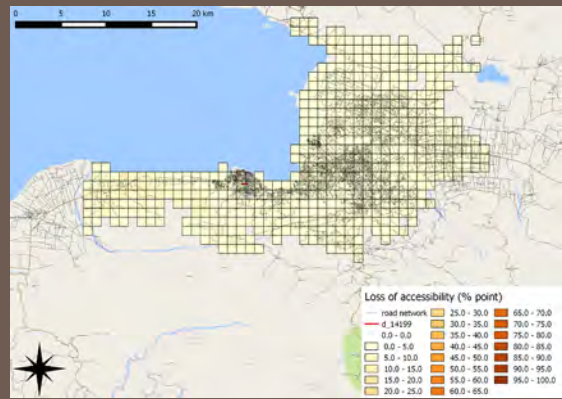 0 5 10 15 20 km
Loss of accessibility (% point)
road network
d_14199
0.0 - 0.0
0.0 - 5.0
5.0 - 10.0
10.0 - 15.0
15.0 - 20.0
20.0 - 25.0
25.0 - 30.0
30.0 - 35.0
35.0 - 40.0
40.0 - 45.0
45.0 - 50.0
50.0 - 55.0
55.0 - 60.0
60.0 - 65.0
65.0 - 70.0
70.0 - 75.0
75.0 - 80.0
80.0 - 85.0
85.0 - 90.0
90.0 - 95.0
95.0 - 100.0